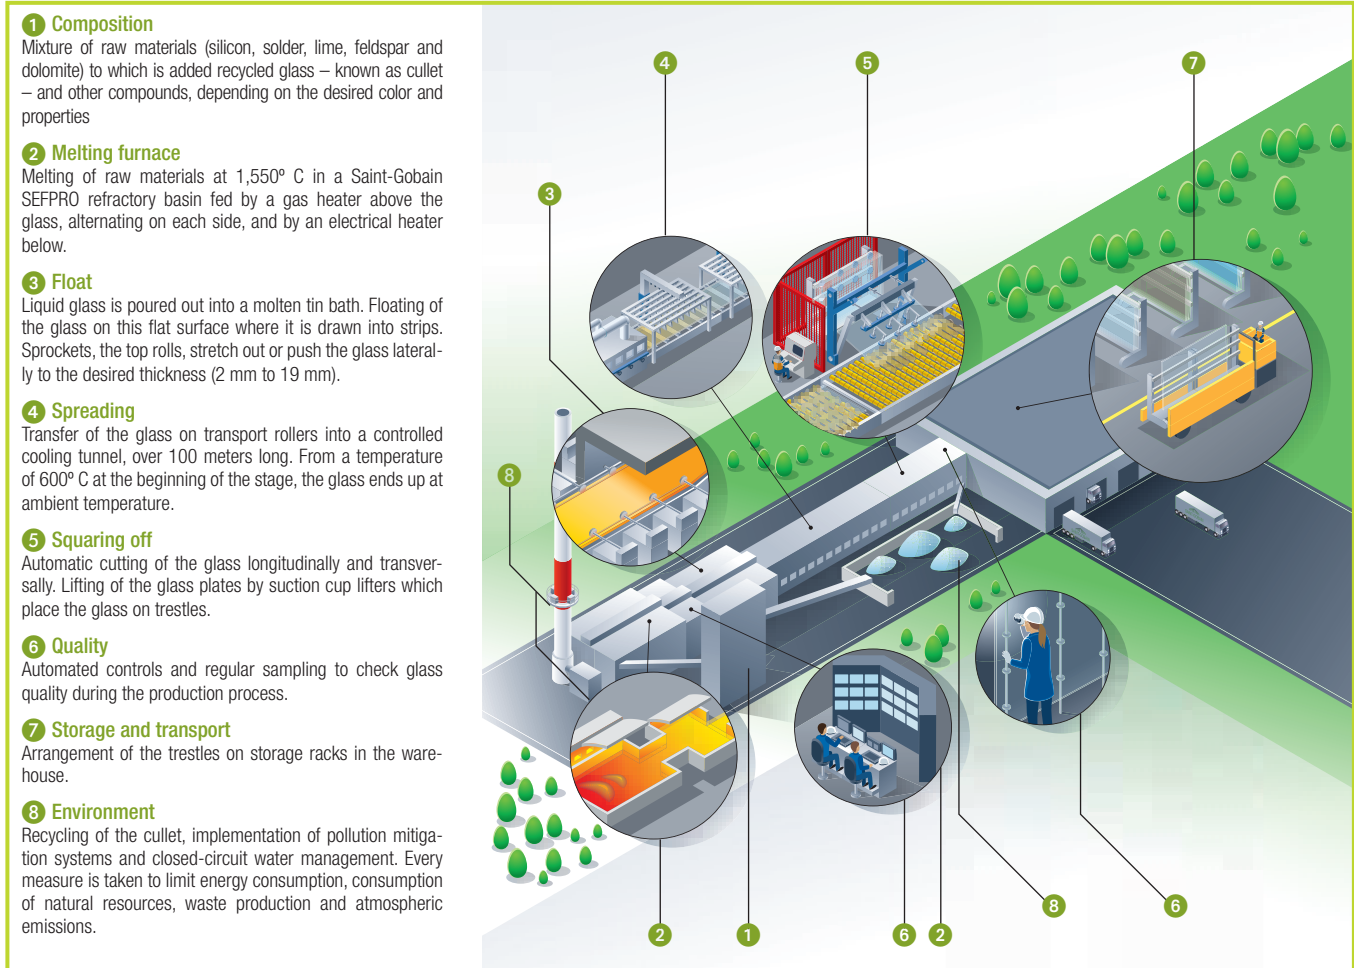 1 Composition
Mixture of raw materials (silicon, solder, lime, feldspar and
dolomite) to which is added recycled glass – known as cullet
– and other compounds, depending on the desired color and
properties
2 Melting furnace
Melting of raw materials at 1,550º C in a Saint-Gobain
SEFPRO refractory basin fed by a gas heater above the
glass, alternating on each side, and by an electrical heater
below.
3 Float
Liquid glass is poured out into a molten tin bath. Floating of
the glass on this flat surface where it is drawn into strips.
Sprockets, the top rolls, stretch out or push the glass lateral-
ly to the desired thickness (2 mm to 19 mm).
4 Spreading
Transfer of the glass on transport rollers into a controlled
cooling tunnel, over 100 meters long. From a temperature
of 600º C at the beginning of the stage, the glass ends up at
ambient temperature.
5 Squaring off
Automatic cutting of the glass longitudinally and transver-
sally. Lifting of the glass plates by suction cup lifters which
place the glass on trestles.
6 Quality
Automated controls and regular sampling to check glass
quality during the production process.
7 Storage and transport
Arrangement of the trestles on storage racks in the ware-
house.
8 Environment
Recycling of the cullet, implementation of pollution mitiga-
tion systems and closed-circuit water management. Every
measure is taken to limit energy consumption, consumption
of natural resources, waste production and atmospheric
emissions.
4
5
7
3
8
8
6
2
1
6
2